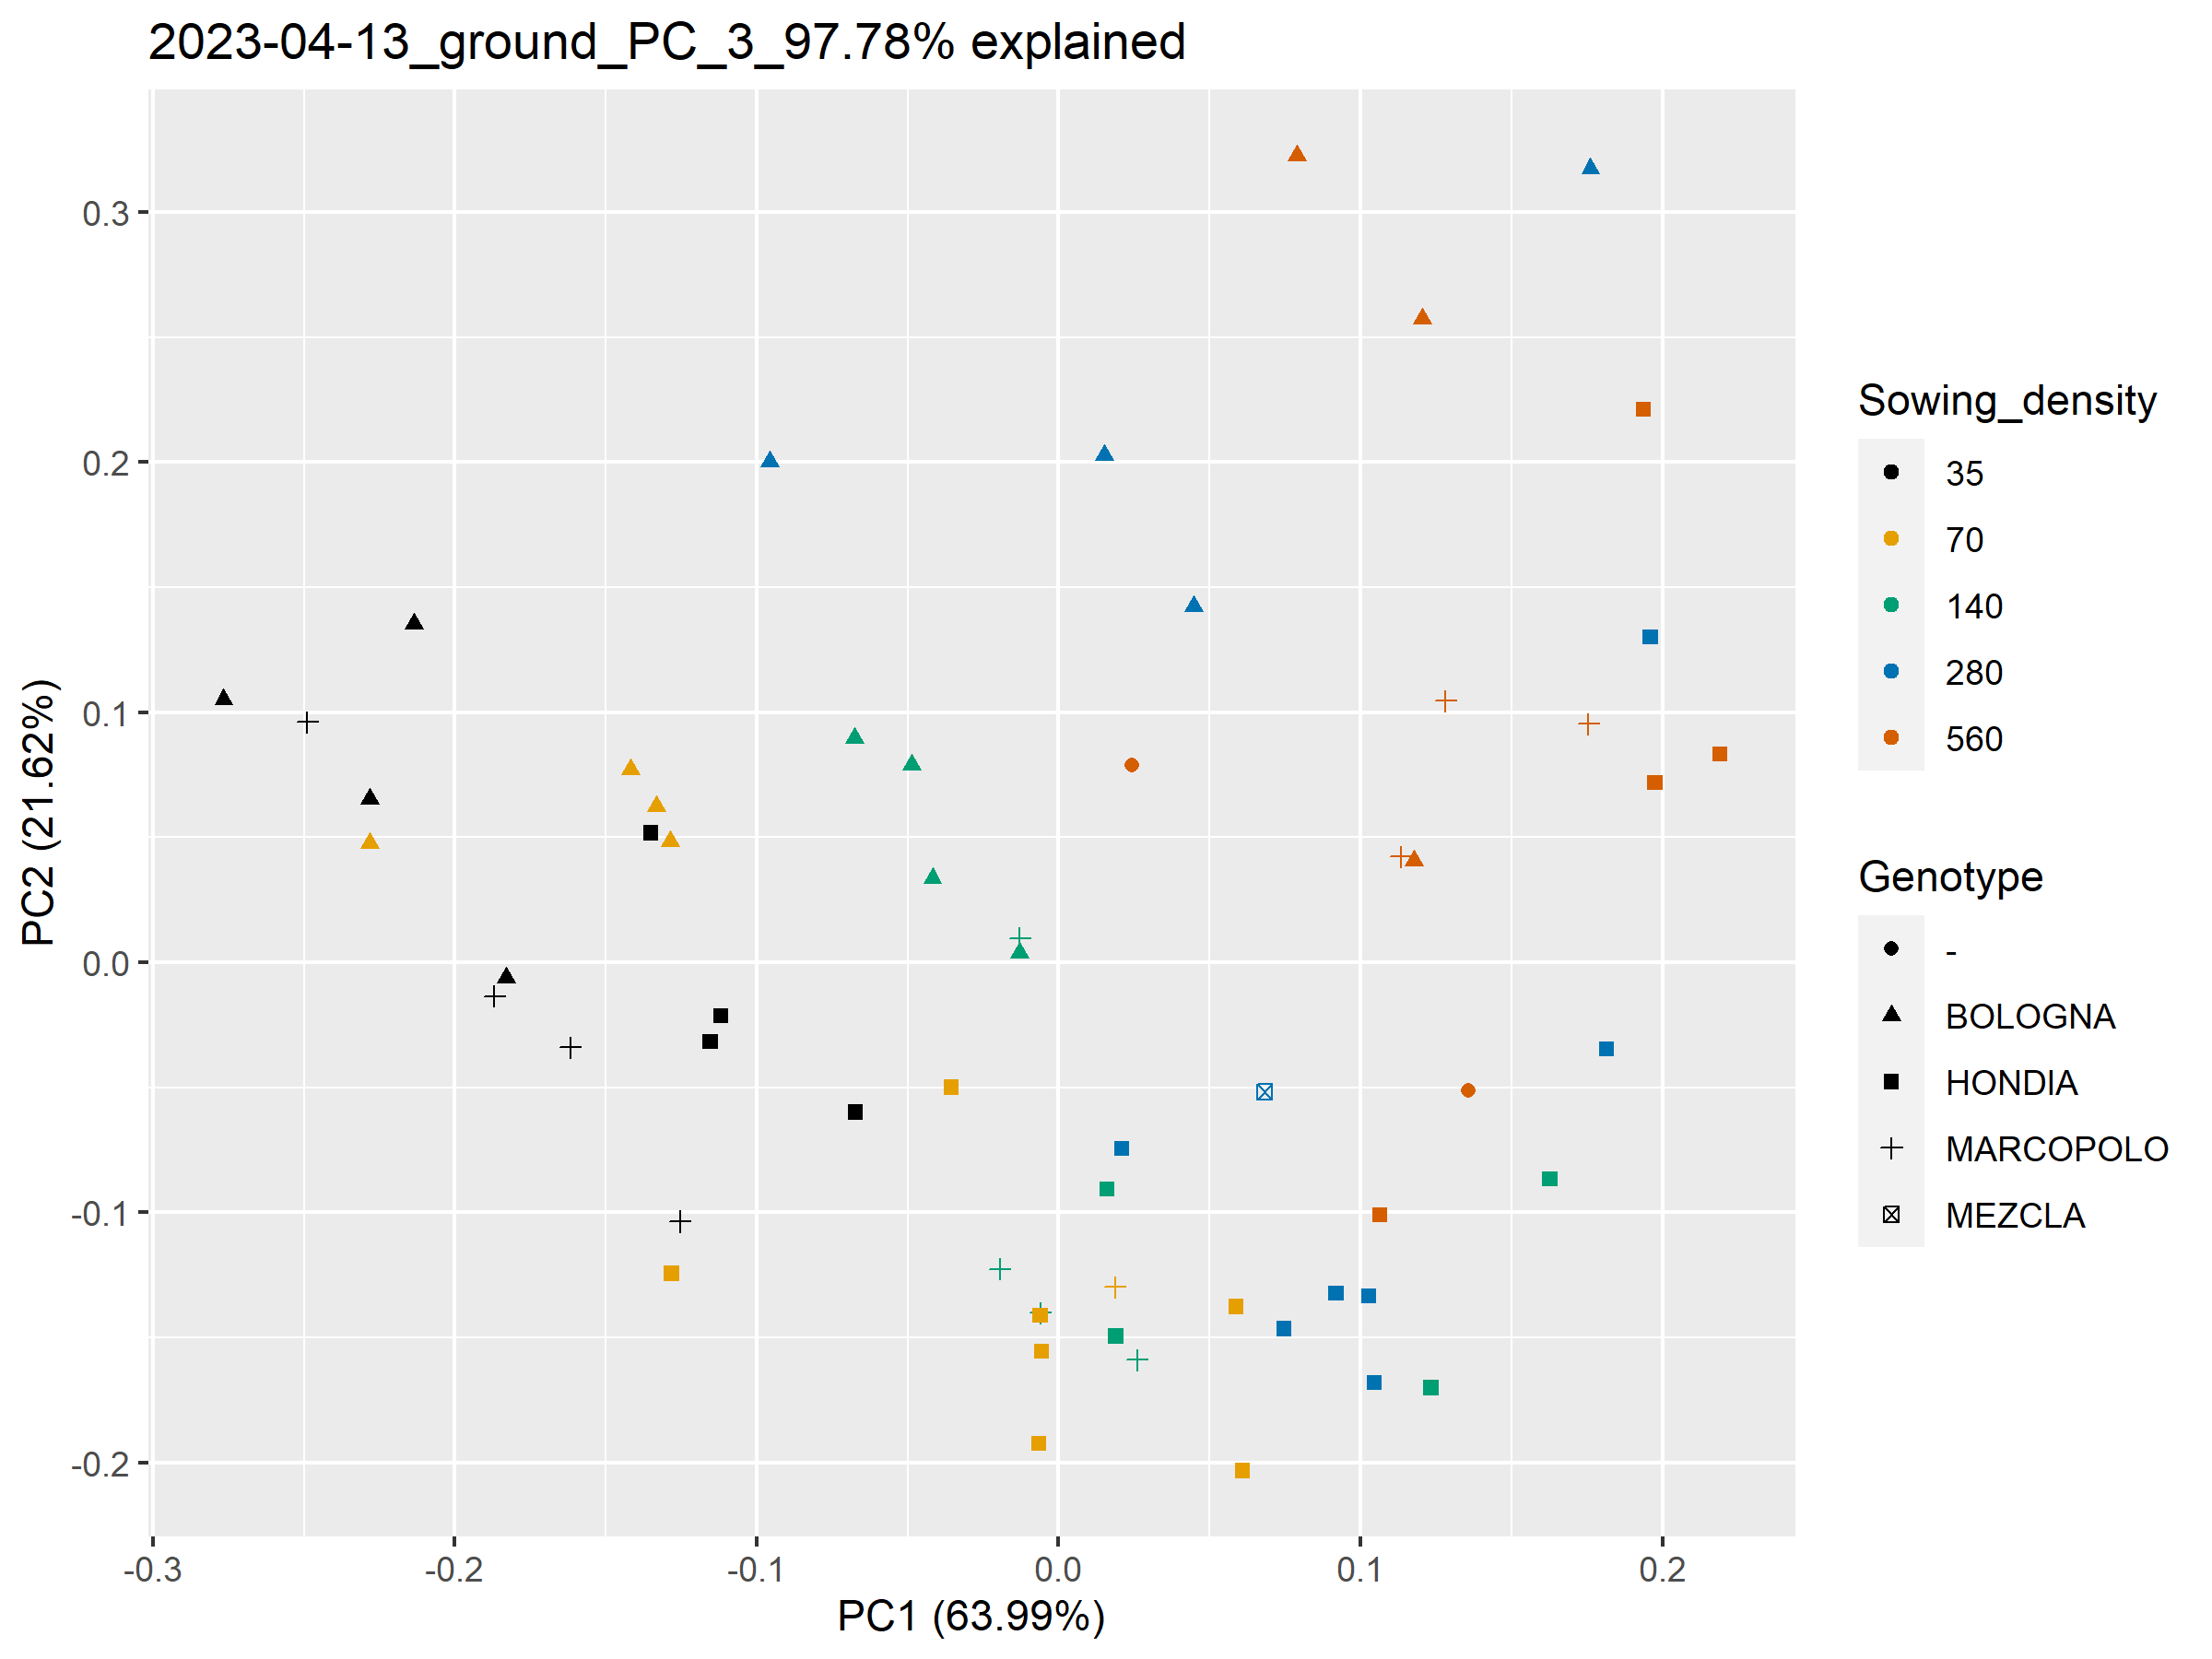 2023-04-13_ground_PC_3_97.78% explained
0.3
0.2
0.1
0.0
-0.1
-0.2
PC2 (21.62%)
-0.3
-0.2
-0.1
0.0
0.1
0.2
PC1 (63.99%)
Sowing_density
35
70
140
280
560
Genotype
-
BOLOGNA
HONDIA
MARCOPOLO
MEZCLA